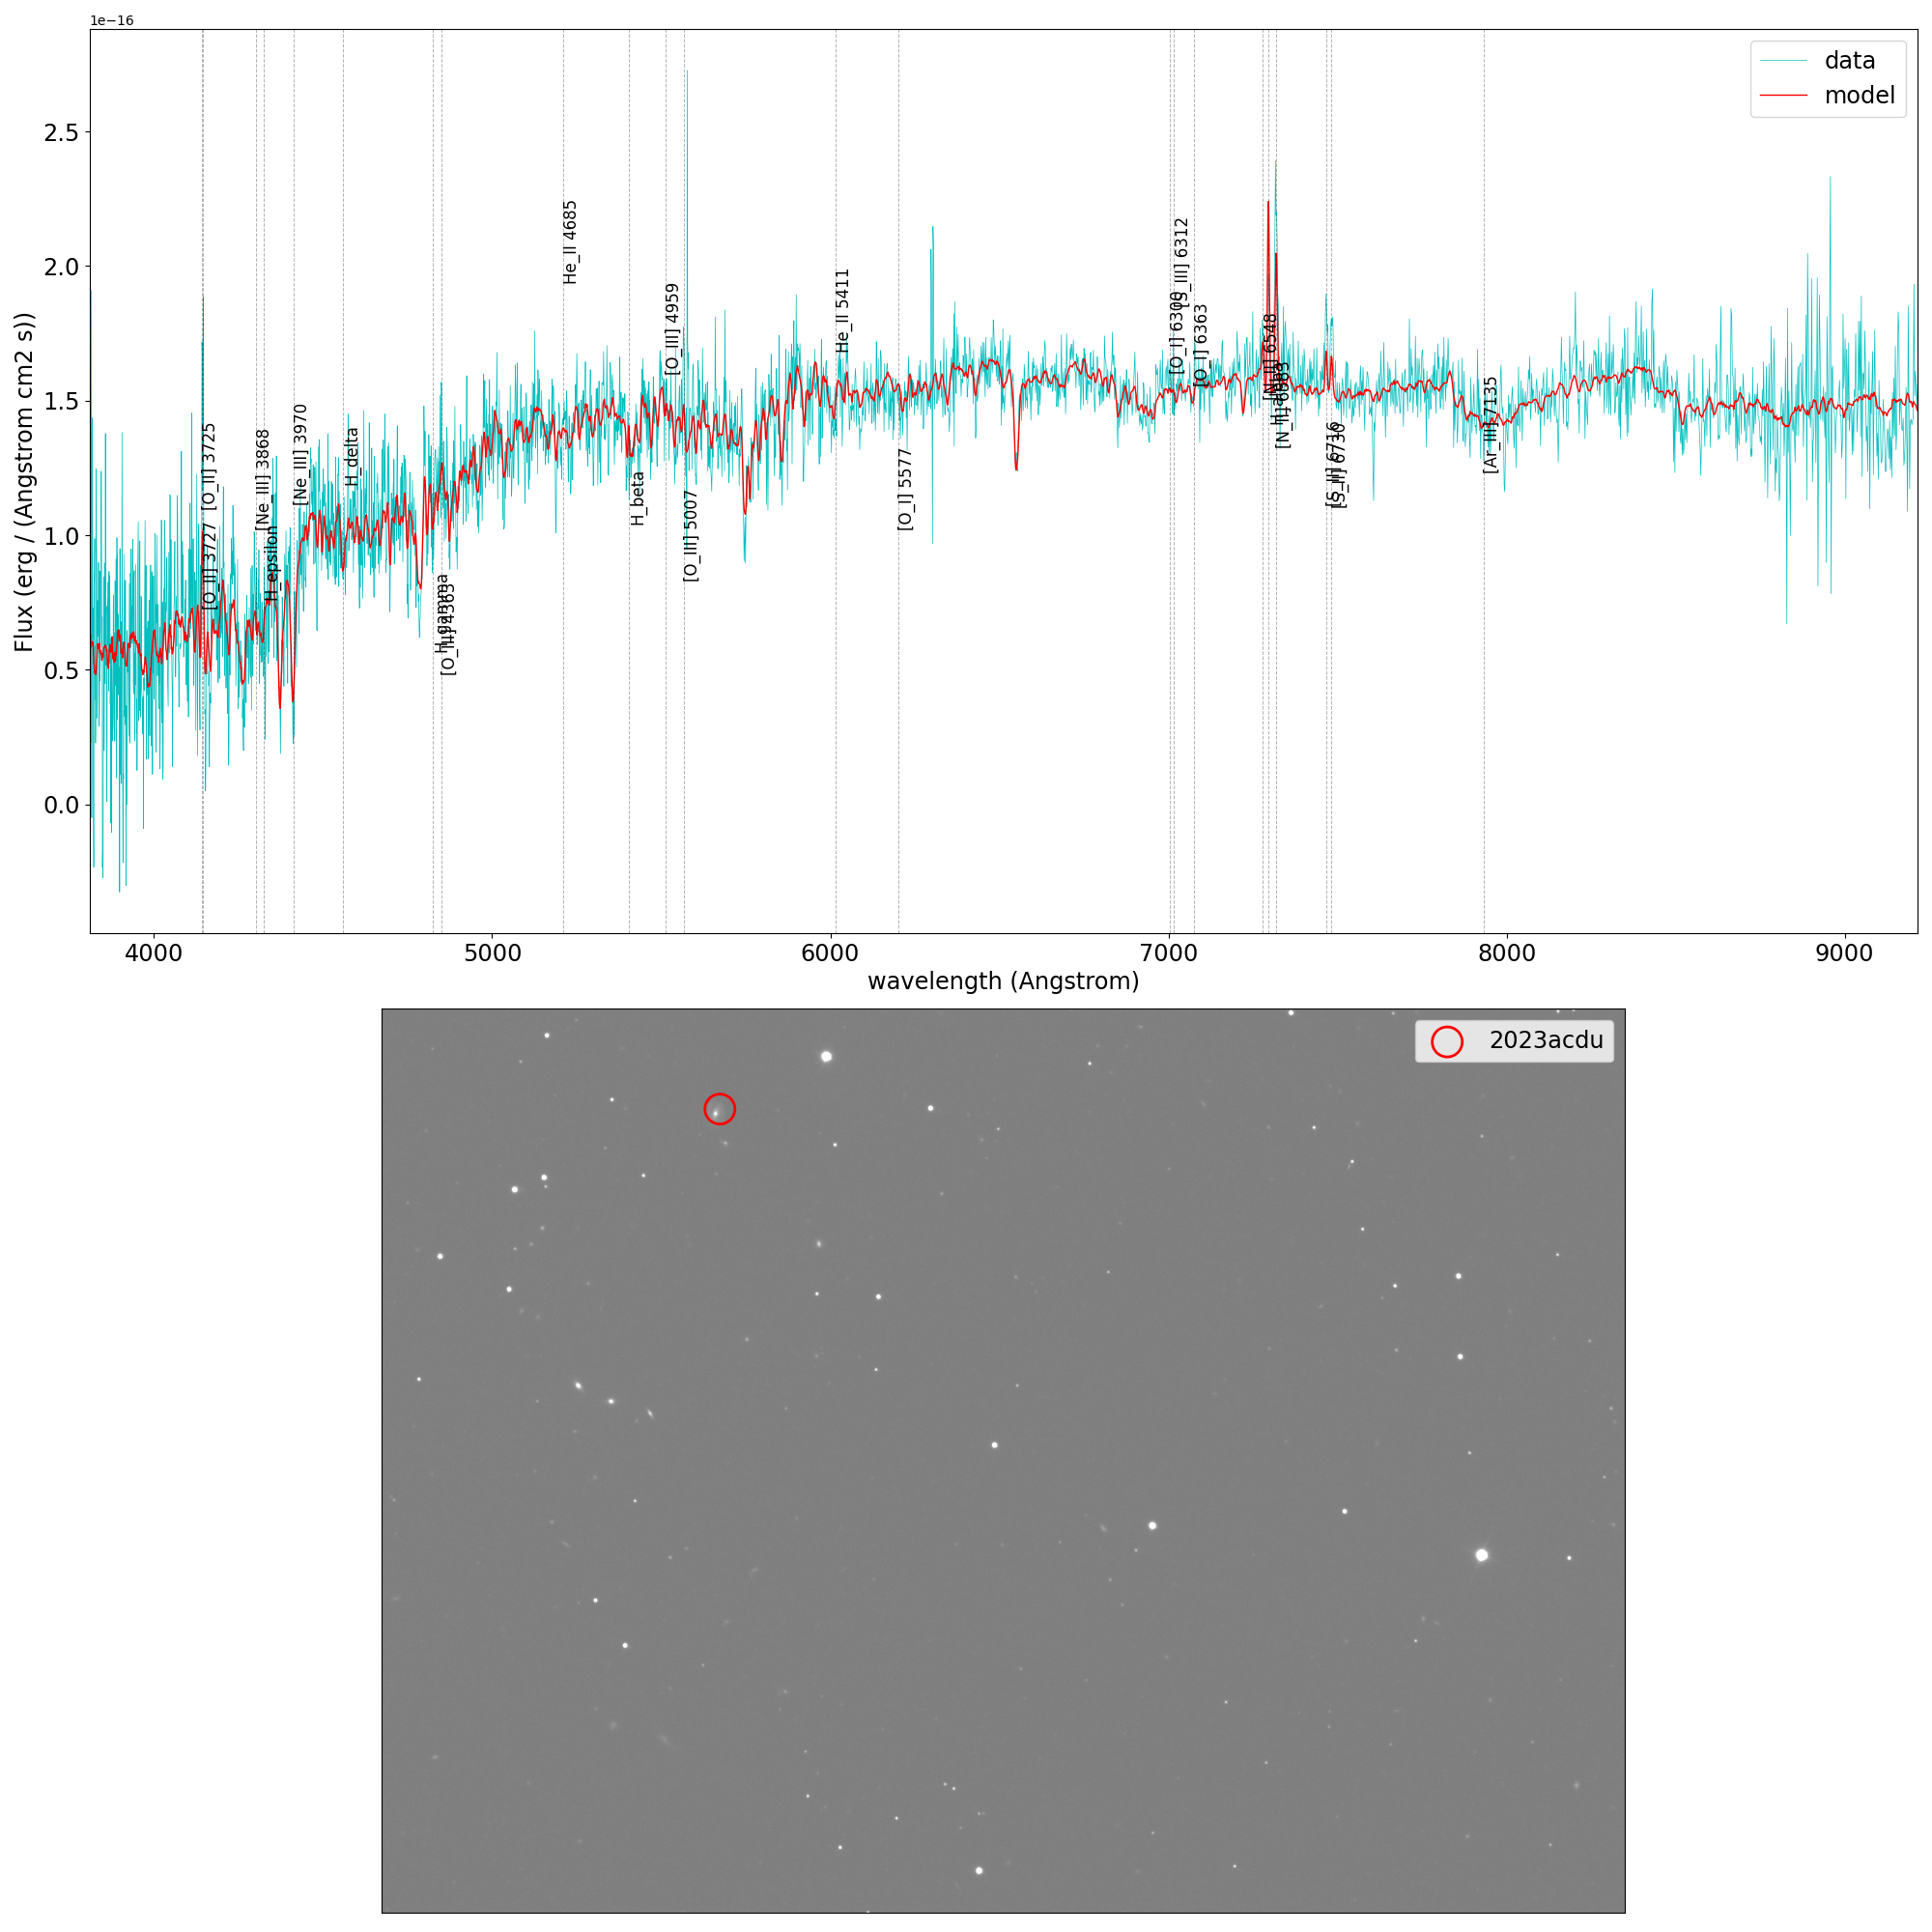 1e−16
data
model
2.5
2.0
1.5
1.0
0.5
0.0
Flux (erg / (Angstrom cm2 s))
[O_II] 3727
[O_II] 3725
[Ne_III] 3868
H_epsilon
[Ne_III] 3970
H_delta
H_gamma
[O_III] 4363
He_II 4685
H_beta
[O_III] 4959
[O_III] 5007
He_II 5411
[O_I] 5577
[O_I] 6300
[S_III] 6312
[O_I] 6363
[N_II] 6548
H_alpha
[N_II] 6583
[S_II] 6716
[S_II] 6730
[Ar_III] 7135
4000 5000 6000 7000 8000 9000
wavelength (Angstrom)
2023acdu